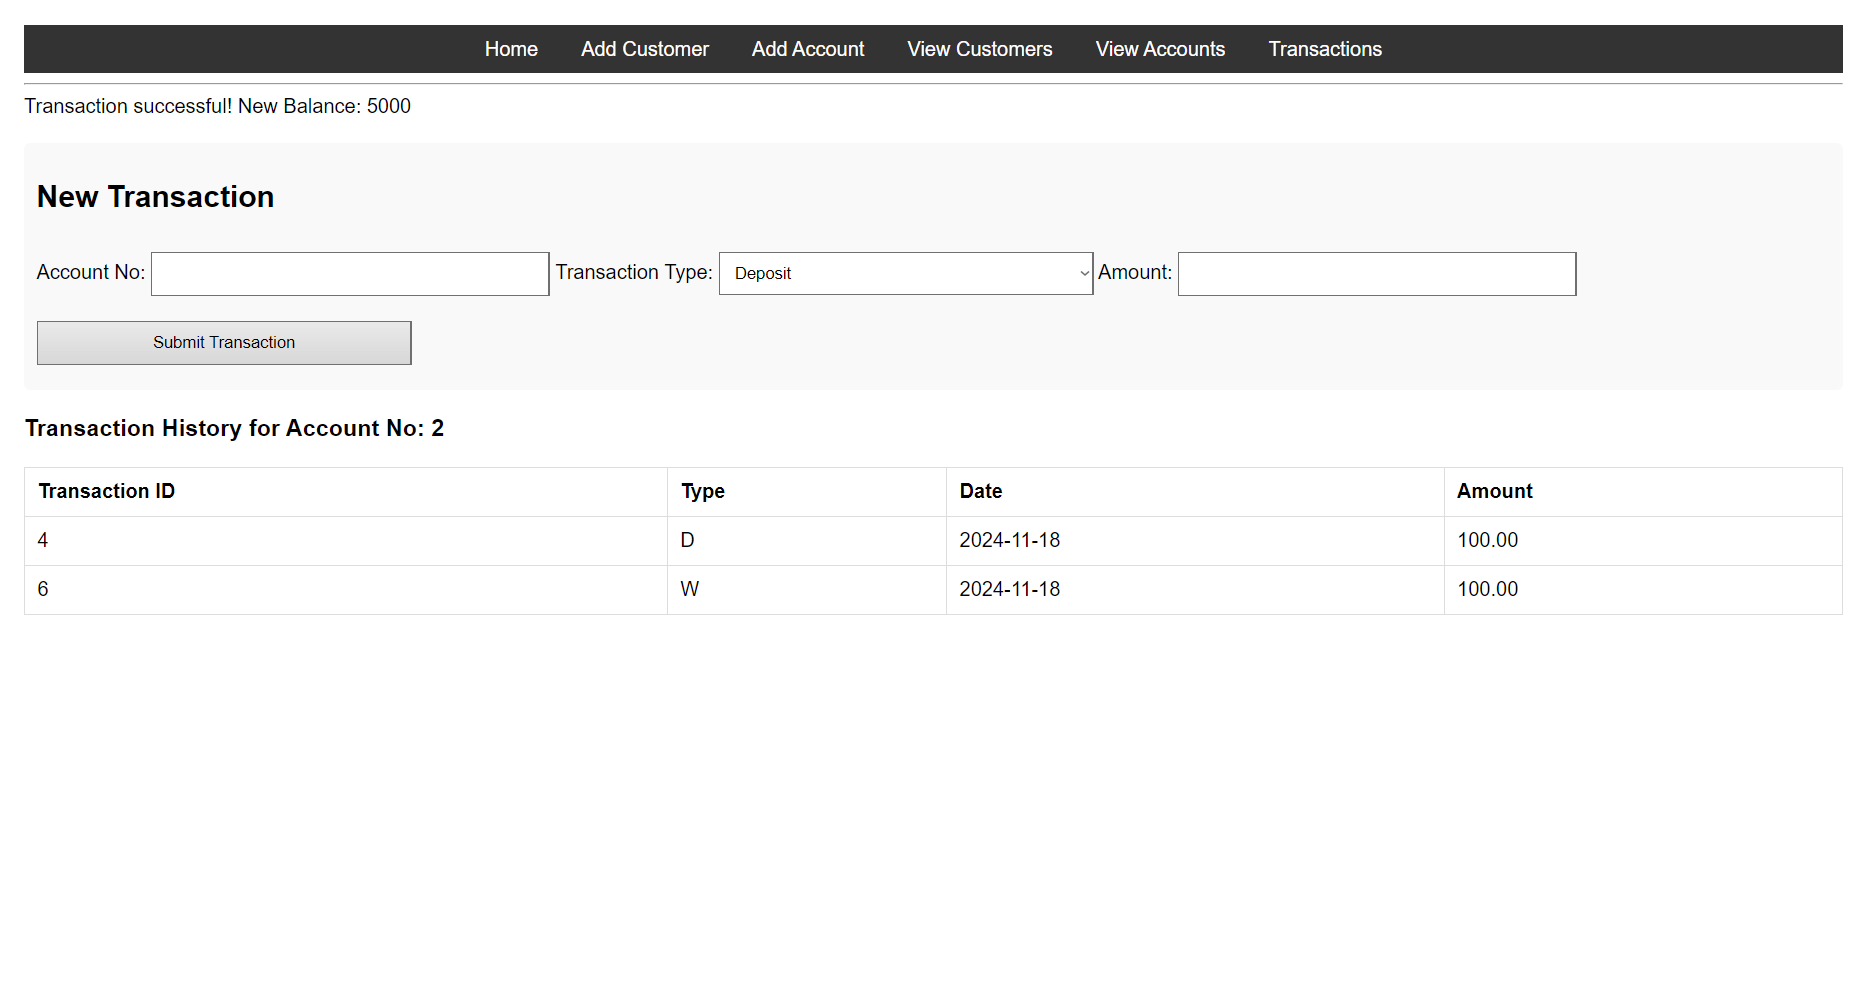 Home Add Customer Add Account View Customers View Accounts Transactions
Transaction successful! New Balance: 5000
New Transaction
Account No: Transaction Type: Deposit Amount:
Submit Transaction
Transaction History for Account No: 2
Transaction ID Type Date Amount
4 D 2024-11-18 100.00
6 W 2024-11-18 100.00